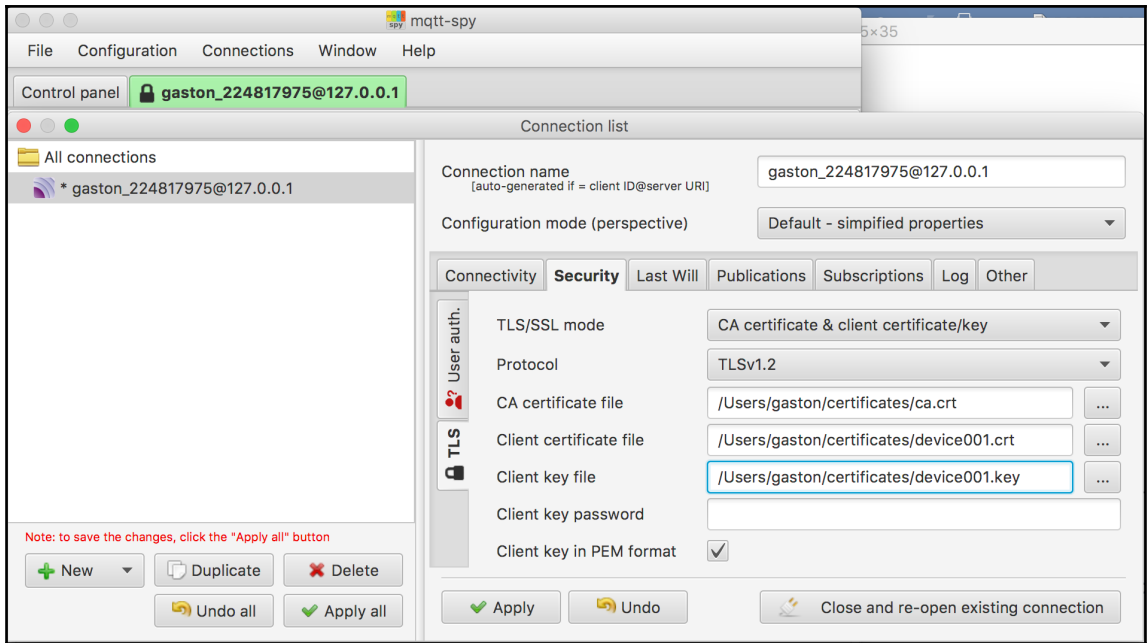 mqtt-spy
5×35
File Configuration Connections Window Help
Control panel gaston_224817975@127.0.0.1
Connection list
All connections
* gaston_224817975@127.0.0.1
Connection name gaston_224817975@127.0.0.1
[auto-generated if = client ID@server URI]
Configuration mode (perspective) Default - simpified properties
Connectivity Security Last Will Publications Subscriptions Log Other
User auth.
TLS
TLS/SSL mode CA certificate & client certificate/key
Protocol TLSv1.2
CA certificate file /Users/gaston/certificates/ca.crt ...
Client certificate file /Users/gaston/certificates/device001.crt ...
Client key file /Users/gaston/certificates/device001.key ...
Client key password
Client key in PEM format
Note: to save the changes, click the "Apply all" button
New Duplicate Delete
Undo all Apply all
Apply Undo Close and re-open existing connection